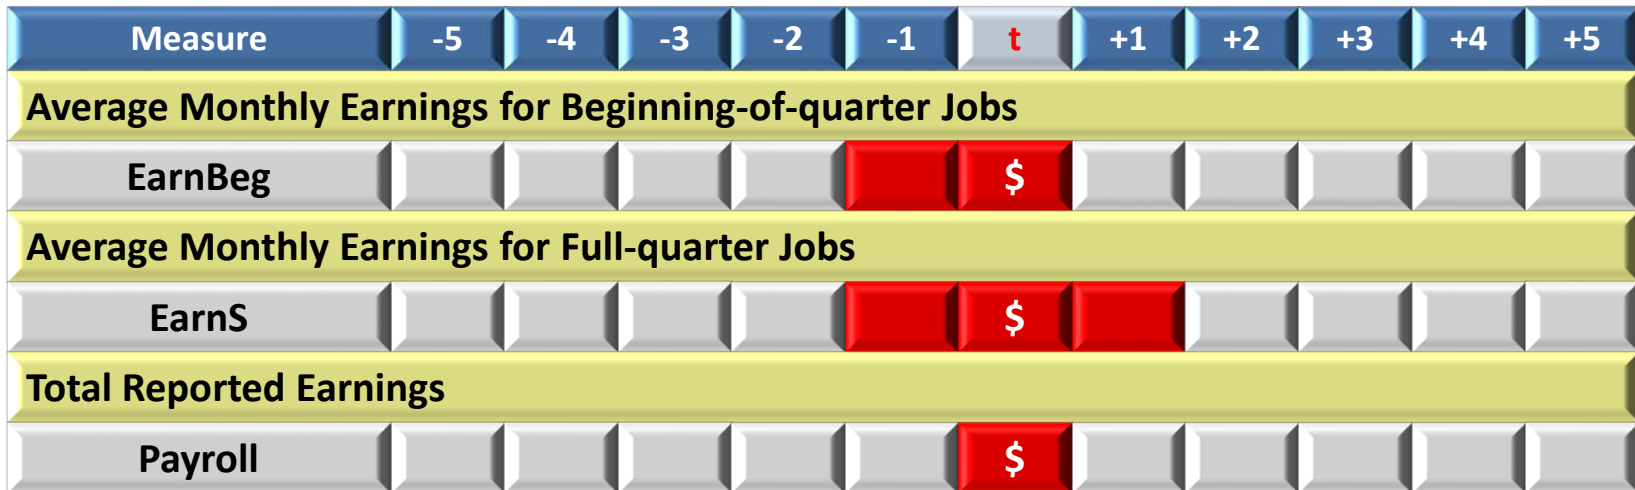 Measure -5 -4 -3 -2 -1 t +1 +2 +3 +4 +5
Average Monthly Earnings for Beginning-of-quarter Jobs
EarnBeg $
Average Monthly Earnings for Full-quarter Jobs
EarnS $
Total Reported Earnings
Payroll $